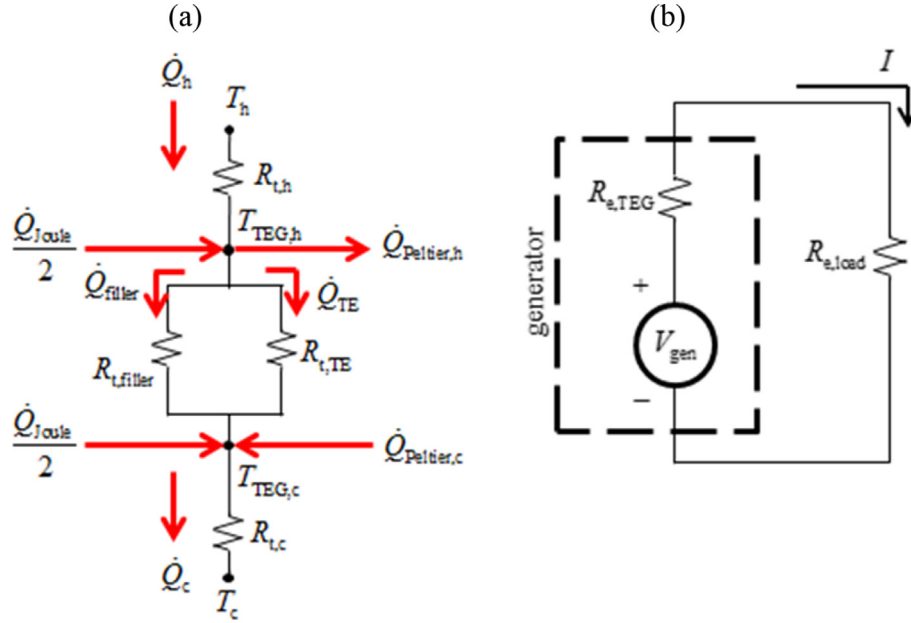 (a)
Q̇h
Th
Rt,h
Q̇Joule
2
TTEG,h
Q̇Peltier,h
Q̇filler
Q̇TE
Rt,filler
Rt,TE
Q̇Joule
2
Q̇Peltier,c
TTEG,c
Q̇c
Rt,c
Tc
(b)
I
generator
Re,TEG
+
Vgen
−
Re,load